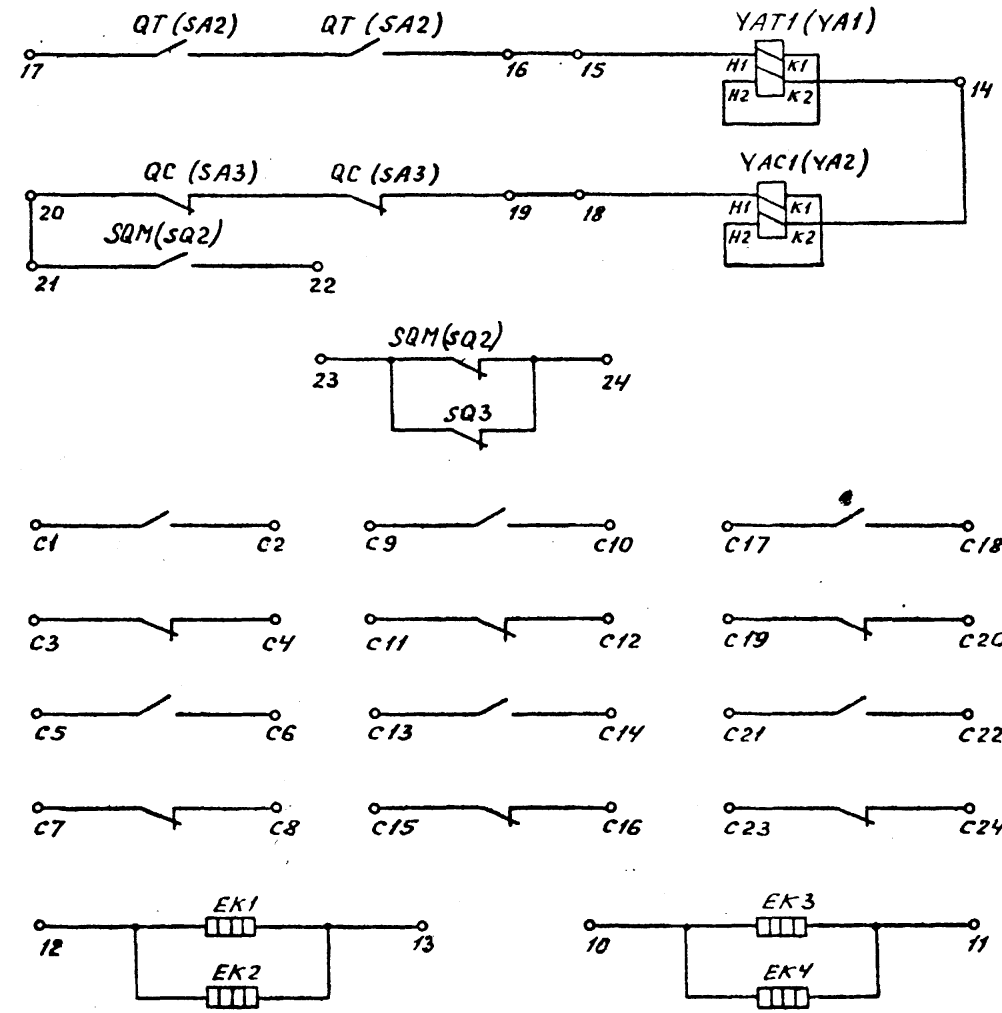 QT (SA2) QT (SA2) YAT1 (YA1)
17 16 15 H1 K1 14
H2 K2
QC (SA3) QC (SA3) YAC1 (YA2)
20 19 18 H1 K1
H2 K2
SQM (SQ2)
21 22
SQM (SQ2)
23 24
SQ3
C1 C2 C9 C10 C17 C18
C3 C4 C11 C12 C19 C20
C5 C6 C13 C14 C21 C22
C7 C8 C15 C16 C23 C24
EK1 EK3
12 13 10 11
EK2 EK4